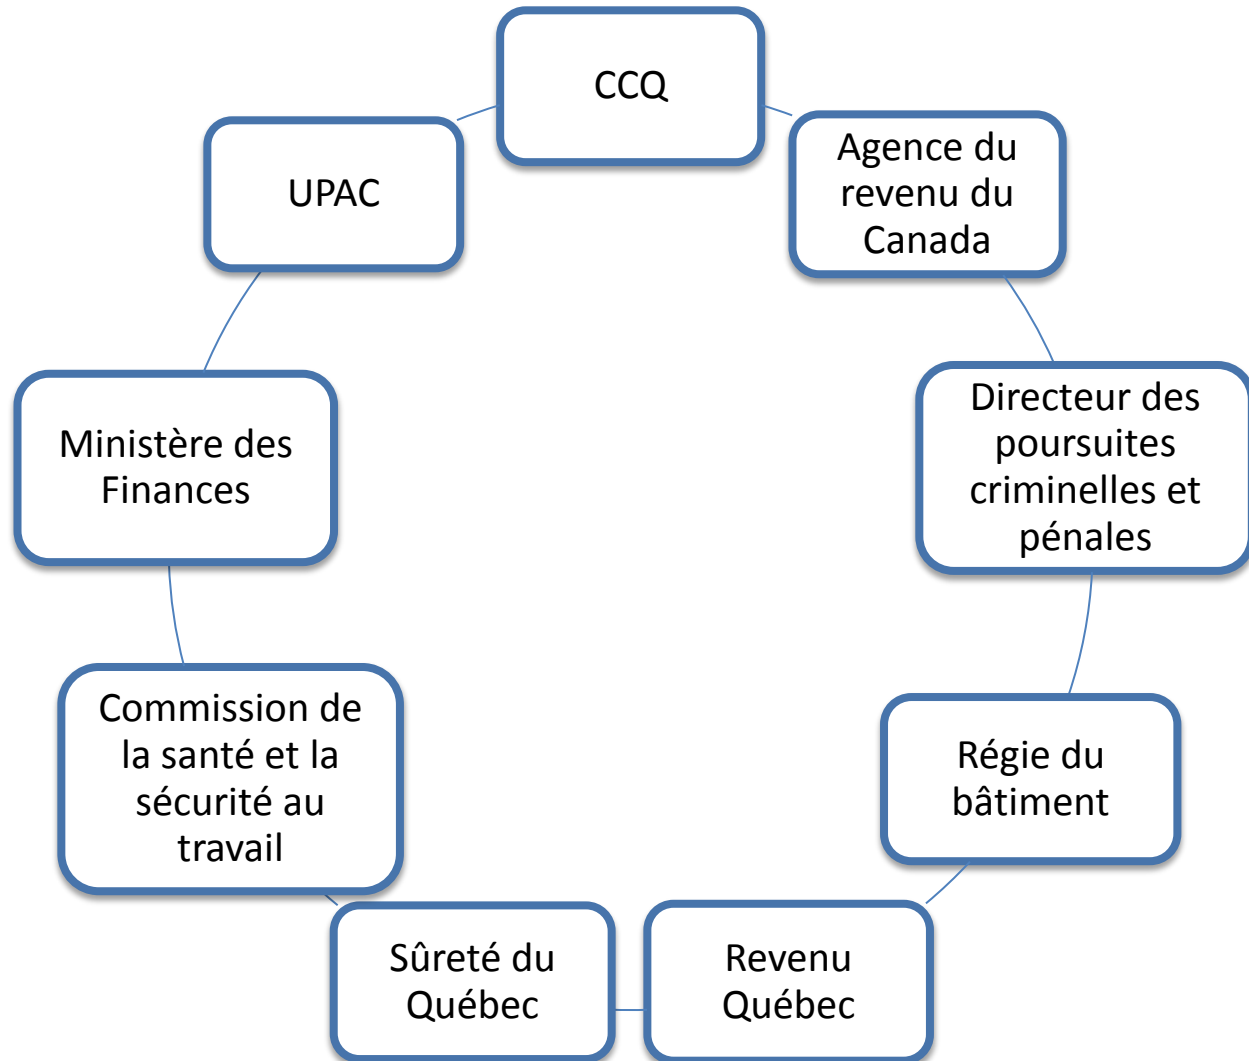 CCQ
Agence du
revenu du
Canada
Directeur des
poursuites
criminelles et
pénales
Régie du
bâtiment
Revenu
Québec
Sûreté du
Québec
Commission de
la santé et la
sécurité au
travail
Ministère des
Finances
UPAC